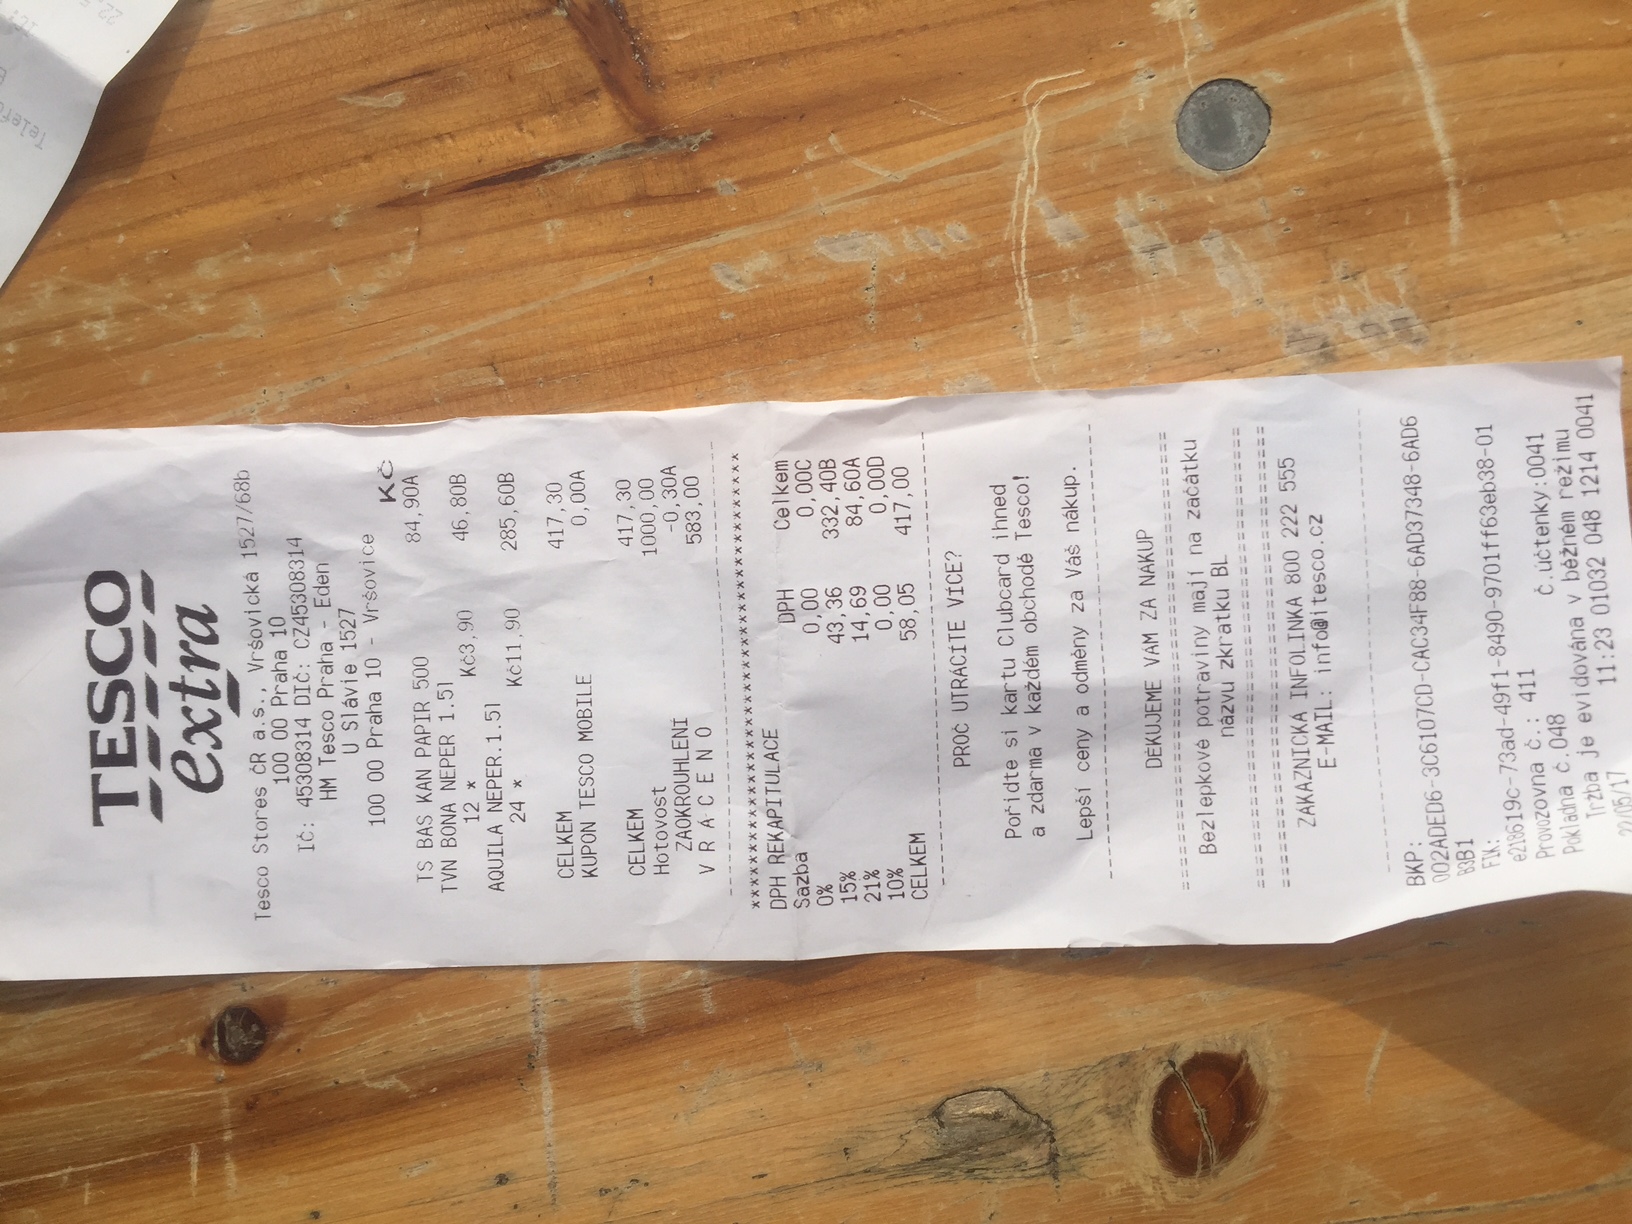 TESCO
extra
Tesco Stores ČR a.s., Vršovická 1527/68b
100 00 Praha 10
IČ: 45308314 DIČ: CZ45308314
HM Tesco Praha - Eden
U Slávie 1527
100 00 Praha 10 - Vršovice
Kč
TS BAS KAN PAPIR 500 84,90A
TVN BONA NEPER 1.5l
12 * Kč3,90 46,80B
AQUILA NEPER.1.5l
24 * Kč11,90 285,60B
CELKEM 417,30
KUPON TESCO MOBILE 0,00A
CELKEM 417,30
Hotovost 1000,00
ZAOKROUHLENÍ -0,30A
VRÁCENO 583,00
****************************************
DPH REKAPITULACE
Sazba DPH Celkem
0% 0,00 0,00C
15% 43,36 332,40B
21% 14,69 84,60A
10% 0,00 0,00D
CELKEM 58,05 417,00
PROČ UTRÁCÍTE VÍCE?
Pořiďte si kartu Clubcard ihned
a zdarma v každém obchodě Tesco!
Lepší ceny a odměny za Váš nákup.
DĚKUJEME VÁM ZA NÁKUP
Bezlepkové potraviny mají na začátku
názvu zkratku BL
ZÁKAZNICKÁ INFOLINKA 800 222 555
E-MAIL: info@itesco.cz
BKP:
002ADED6-3C6107CD-CAC34F88-6AD37348-6AD6
B3B1
FIK:
e218619c-73ad-49f1-8490-9701ff63eb38-01
Provozovna č.: 411
Pokladna č.048 č.účtenky:0041
Tržba je evidována v běžném režimu
22/05/17 11:23 01032 048 1214 0041